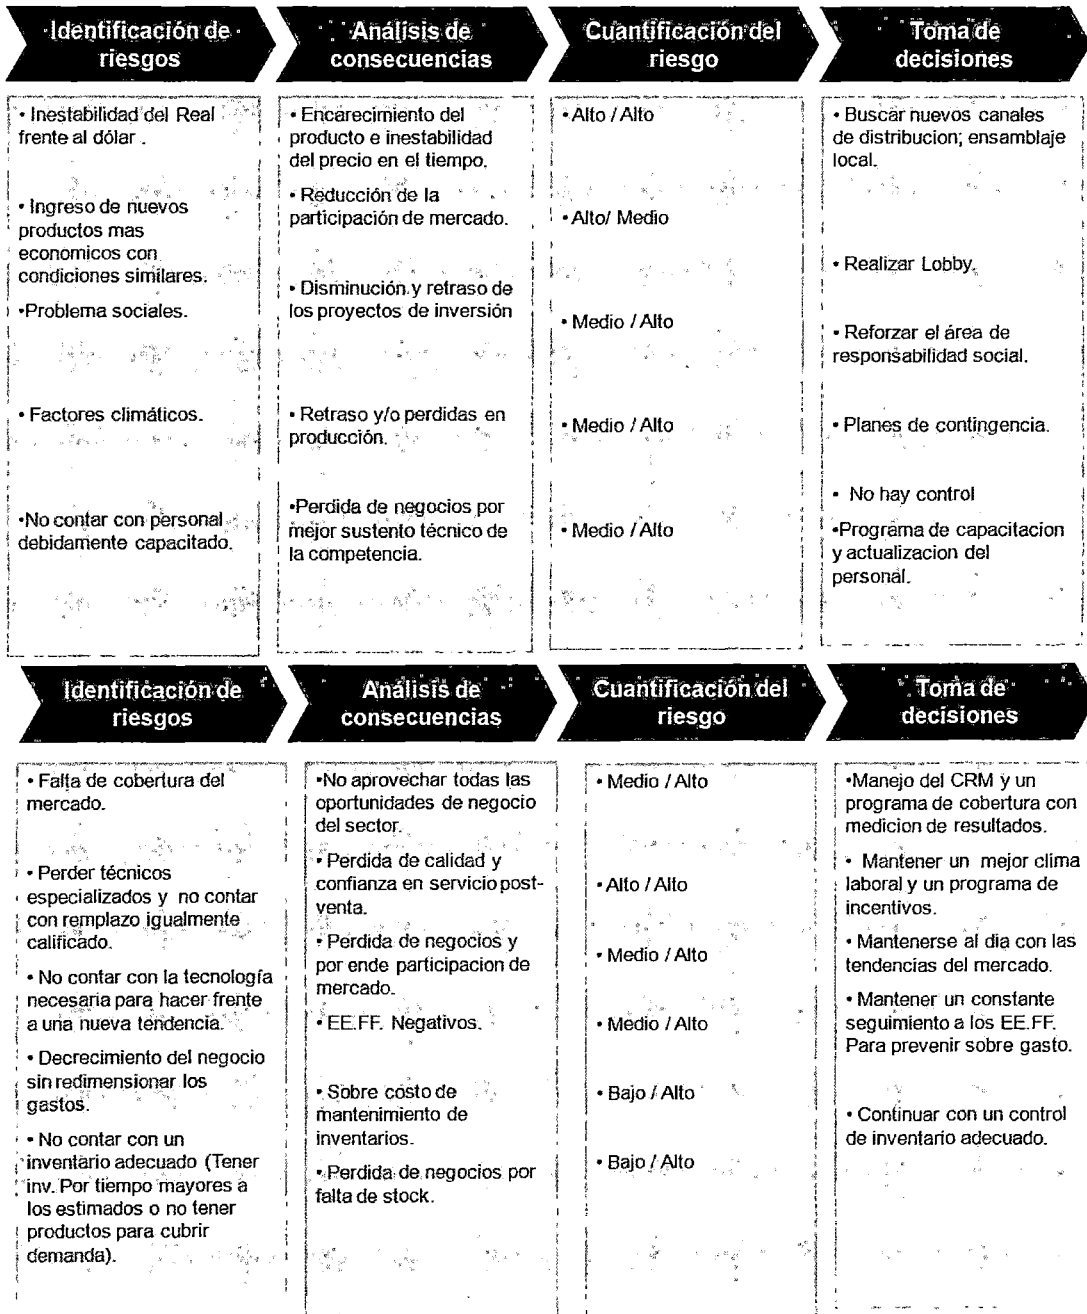 Identificación de
riesgos
Análisis de
consecuencias
Cuantificación del
riesgo
Toma de
decisiones
• Inestabilidad del Real
frente al dólar .
• Ingreso de nuevos
productos mas
economicos con
condiciones similares.
•Problema sociales.
• Factores climáticos.
•No contar con personal
debidamente capacitado.
• Encarecimiento del
producto e inestabilidad
del precio en el tiempo.
• Reducción de la
participación de mercado.
• Disminución y retraso de
los proyectos de inversión
• Retraso y/o perdidas en
producción.
•Perdida de negocios por
mejor sustento técnico de
la competencia.
• Alto / Alto
•Alto/ Medio
• Medio / Alto
• Medio / Alto
• Medio / Alto
• Buscar nuevos canales
de distribucion; ensamblaje
local.
• Realizar Lobby.
• Reforzar el área de
responsabilidad social.
• Planes de contingencia.
• No hay control
•Programa de capacitacion
y actualizacion del
personal.
Identificación de
riesgos
Análisis de
consecuencias
Cuantificación del
riesgo
Toma de
decisiones
• Falta de cobertura del
mercado.
• Perder técnicos
especializados y no contar
con remplazo igualmente
calificado.
• No contar con la tecnología
necesaria para hacer frente
a una nueva tendencia.
• Decrecimiento del negocio
sin redimensionar los
gastos.
• No contar con un
inventario adecuado (Tener
inv. Por tiempo mayores a
los estimados o no tener
productos para cubrir
demanda).
•No aprovechar todas las
oportunidades de negocio
del sector.
• Perdida de calidad y
confianza en servicio post-
venta.
• Perdida de negocios y
por ende participacion de
mercado.
• EE.FF. Negativos.
• Sobre costo de
mantenimiento de
inventarios.
• Perdida de negocios por
falta de stock.
• Medio / Alto
• Alto / Alto
• Medio / Alto
• Medio / Alto
• Bajo / Alto
• Bajo / Alto
•Manejo del CRM y un
programa de cobertura con
medicion de resultados.
• Mantener un mejor clima
laboral y un programa de
incentivos.
• Mantenerse al dia con las
tendencias del mercado.
• Mantener un constante
seguimiento a los EE.FF.
Para prevenir sobre gasto.
• Continuar con un control
de inventario adecuado.